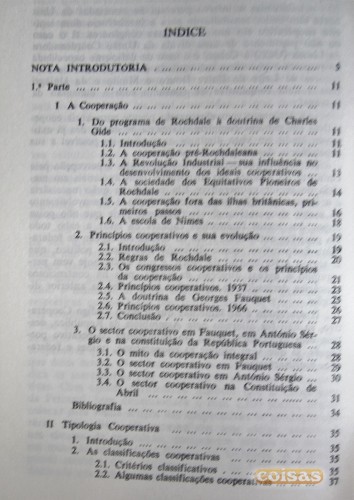 INDICE
NOTA INTRODUTORIA ... ... ... ... ... ... ... 5
1.ª Parte ... ... ... ... ... ... ... ... ... ... 11
I A Cooperação ... ... ... ... ... ... ... ... 11
1. Do programa de Rochdale à doutrina de Charles
Gide ... ... ... ... ... ... ... ... ... 11
1.1. Introdução ... ... ... ... ... ... 11
1.2. A cooperação pré-Rochdaleana ... ... 11
1.3. A Revolução Industrial — sua influência no
desenvolvimento dos ideais cooperativos ... 13
1.4. A sociedade dos Equitativos Pioneiros de
Rochdale ... ... ... ... ... ... ... 14
1.5. A cooperação fora das ilhas britânicas, pri-
meiros passos ... ... ... ... ... ... 16
1.6. A escola de Nimes ... ... ... ... ... 18
2. Princípios cooperativos e sua evolução ... ... 19
2.1. Introdução ... ... ... ... ... ... 19
2.2. Regras de Rochdale ... ... ... ... 20
2.3. Os congressos cooperativos e os princípios
da cooperação ... ... ... ... ... ... 21
2.4. Princípios cooperativos. 1937 ... ... ... 23
2.5. A doutrina de Georges Fauquet ... ... 25
2.6. Princípios cooperativos. 1966 ... ... ... 26
2.7. Conclusão ... ... ... ... ... ... ... 27
3. O sector cooperativo em Fauquet, em António Sér-
gio e na constituição da República Portuguesa ... 28
3.1. O mito da cooperação integral ... ... ... 28
3.2. O sector cooperativo em Fauquet ... ... 28
3.3. O sector cooperativo em António Sérgio ... 30
3.4. O sector cooperativo na Constituição de
Abril ... ... ... ... ... ... ... ... 31
Bibliografia ... ... ... ... ... ... ... ... 34
II Tipologia Cooperativa ... ... ... ... ... ... 35
1. Introdução ... ... ... ... ... ... ... ... 35
2. As classificações cooperativas ... ... ... 35
2.1. Critérios classificativos ... ... ... ... 35
2.2. Algumas classificações cooperativas ... ... 37
coisas